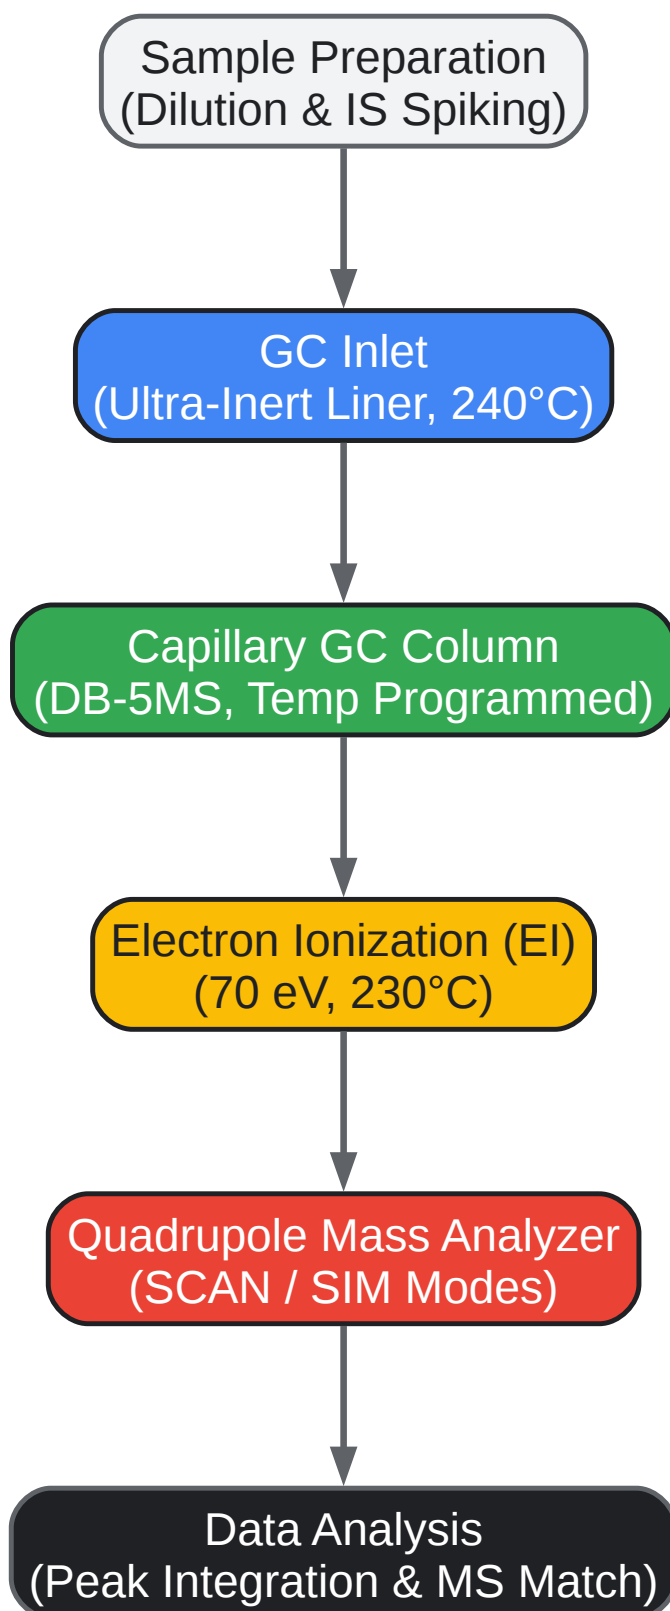 Sample Preparation
(Dilution & IS Spiking)
GC Inlet
(Ultra-Inert Liner, 240°C)
Capillary GC Column
(DB-5MS, Temp Programmed)
Electron Ionization (EI)
(70 eV, 230°C)
Quadrupole Mass Analyzer
(SCAN / SIM Modes)
Data Analysis
(Peak Integration & MS Match)